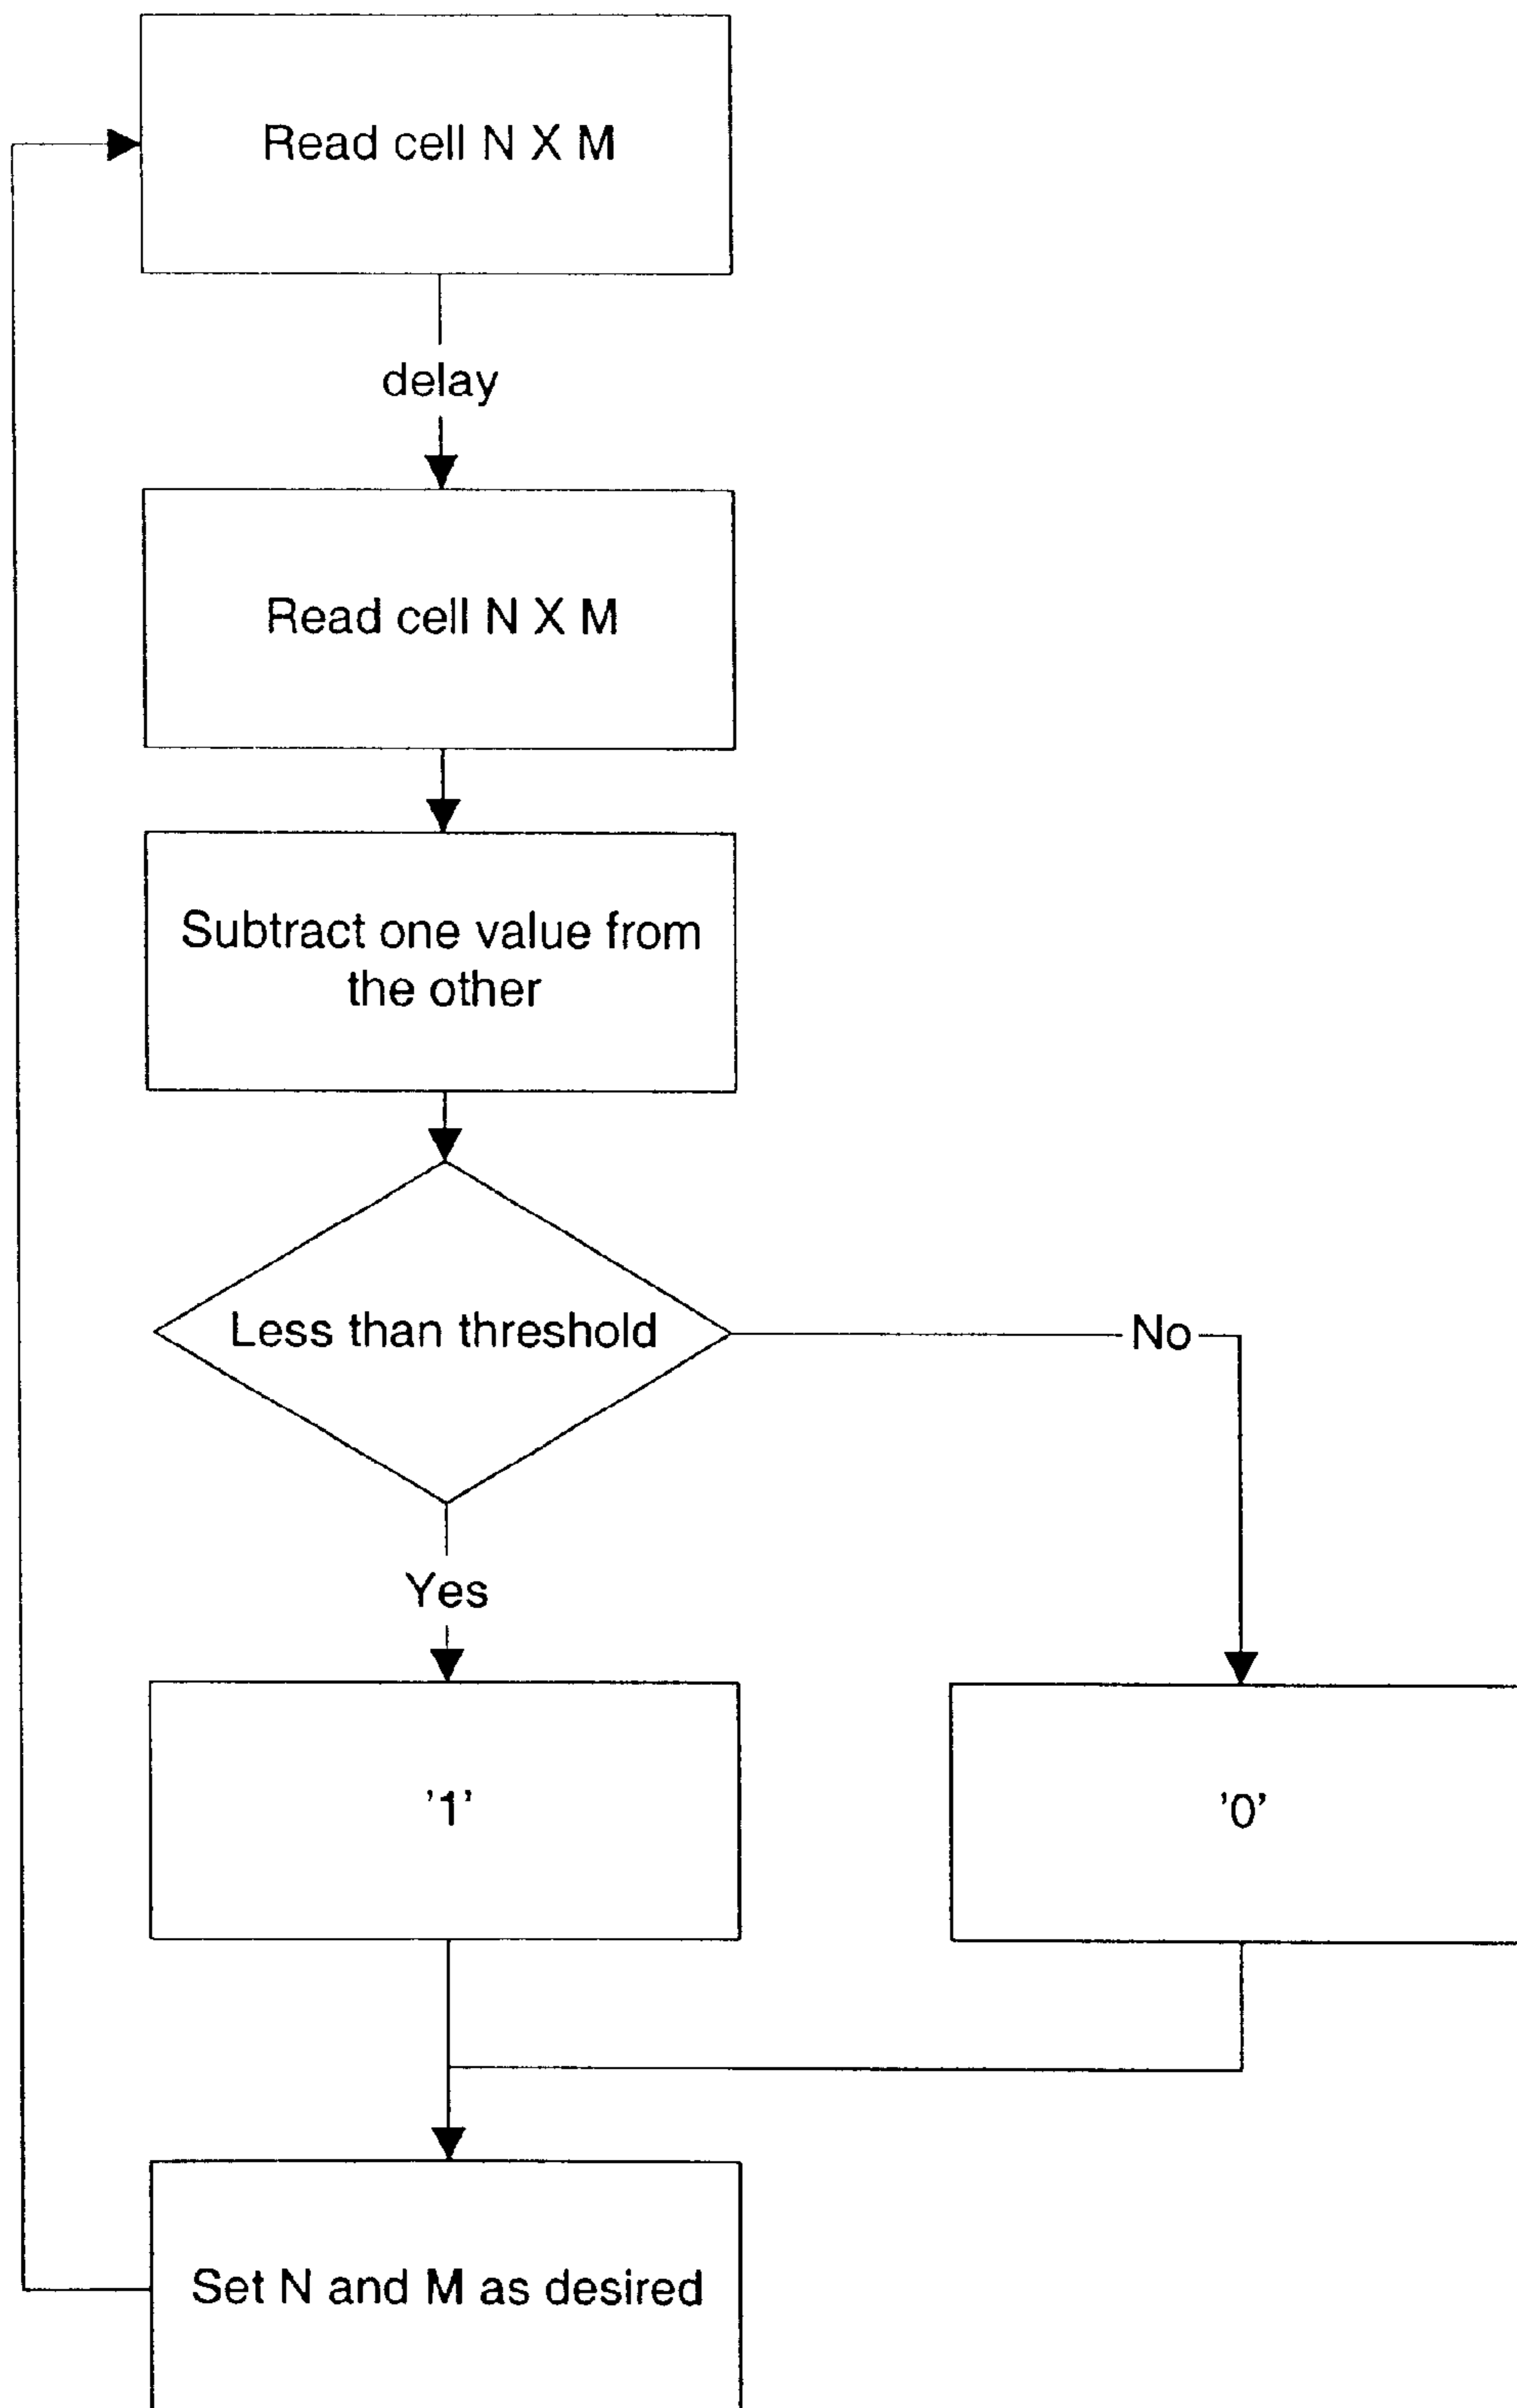 Read cell N X M
delay
Read cell N X M
Subtract one value from
the other
Less than threshold
No
Yes
'1'
'0'
Set N and M as desired